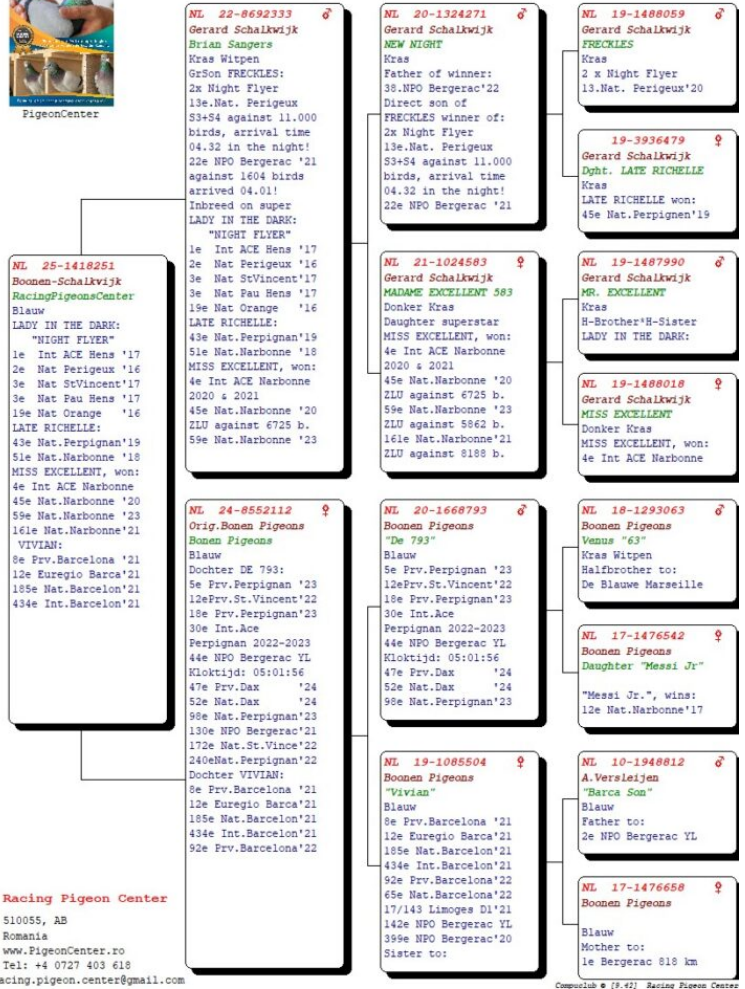 PigeonCenter
NL 25-1418251
Boonen-Schalkvijk
RacingPigeonsCenter
Blauw
LADY IN THE DARK:
"NIGHT FLYER"
1e Int ACE Hens '17
2e Nat Perigeux '16
3e Nat StVincent'17
3e Nat Pau Hens '17
19e Nat Orange '16
LATE RICHELLE:
43e Nat.Perpignan'19
51e Nat.Narbonne '18
MISS EXCELLENT, won:
4e Int ACE Narbonne
45e Nat.Narbonne '20
59e Nat.Narbonne '23
161e Nat.Narbonne'21
VIVIAN:
8e Prv.Barcelona '21
12e Euregio Barca'21
185e Nat.Barcelon'21
434e Int.Barcelon'21
NL 22-8692333 ♂
Gerard Schalkwijk
Brian Sangers
Kras Witpen
GrSon FRECKLES:
2x Night Flyer
13e.Nat. Perigeux
S3+S4 against 11.000
birds, arrival time
04.32 in the night!
22e NPO Bergerac '21
against 1604 birds
arrived 04.01!
Inbreed on super
LADY IN THE DARK:
"NIGHT FLYER"
1e Int ACE Hens '17
2e Nat Perigeux '16
3e Nat StVincent'17
3e Nat Pau Hens '17
19e Nat Orange '16
LATE RICHELLE:
43e Nat.Perpignan'19
51e Nat.Narbonne '18
MISS EXCELLENT, won:
4e Int ACE Narbonne
2020 & 2021
45e Nat.Narbonne '20
ZLU against 6725 b.
59e Nat.Narbonne '23
NL 24-8552112 ♀
Orig.Bonen Pigeons
Bonen Pigeons
Blauw
Dochter DE 793:
5e Prv.Perpignan '23
12ePrv.St.Vincent'22
18e Prv.Perpignan'23
30e Int.Ace
Perpignan 2022-2023
44e NPO Bergerac YL
Kloktijd: 05:01:56
47e Prv.Dax '24
52e Nat.Dax '24
98e Nat.Perpignan'23
130e NPO Bergerac'21
172e Nat.St.Vince'22
240eNat.Perpignan'22
Dochter VIVIAN:
8e Prv.Barcelona '21
12e Euregio Barca'21
185e Nat.Barcelon'21
434e Int.Barcelon'21
92e Prv.Barcelona'22
NL 20-1324271 ♂
Gerard Schalkwijk
NEW NIGHT
Kras
Father of winner:
38.NPO Bergerac'22
Direct son of
FRECKLES winner of:
2x Night Flyer
13e.Nat. Perigeux
S3+S4 against 11.000
birds, arrival time
04.32 in the night!
22e NPO Bergerac '21
NL 21-1024583 ♀
Gerard Schalkwijk
MADAME EXCELLENT 583
Donker Kras
Daughter superstar
MISS EXCELLENT, won:
4e Int ACE Narbonne
2020 & 2021
45e Nat.Narbonne '20
ZLU against 6725 b.
59e Nat.Narbonne '23
ZLU against 5862 b.
161e Nat.Narbonne'21
ZLU against 8188 b.
NL 20-1668793 ♂
Boonen Pigeons
"De 793"
Blauw
5e Prv.Perpignan '23
12ePrv.St.Vincent'22
18e Prv.Perpignan'23
30e Int.Ace
Perpignan 2022-2023
44e NPO Bergerac YL
Kloktijd: 05:01:56
47e Prv.Dax '24
52e Nat.Dax '24
98e Nat.Perpignan'23
NL 19-1085504 ♀
Boonen Pigeons
"Vivian"
Blauw
8e Prv.Barcelona '21
12e Euregio Barca'21
185e Nat.Barcelon'21
434e Int.Barcelon'21
92e Prv.Barcelona'22
65e Nat.Barcelona'22
17/143 Limoges D1'21
142e NPO Bergerac YL
399e NPO Bergerac'20
Sister to:
NL 19-1488059 ♂
Gerard Schalkwijk
FRECKLES
Kras
2 x Night Flyer
13.Nat. Perigeux'20
19-3936479 ♀
Gerard Schalkwijk
Dght. LATE RICHELLE
Kras
LATE RICHELLE won:
45e Nat.Perpignen'19
NL 19-1487990 ♂
Gerard Schalkwijk
MR. EXCELLENT
Kras
H-Brother*H-Sister
LADY IN THE DARK:
NL 19-1488018 ♀
Gerard Schalkwijk
MISS EXCELLENT
Donker Kras
MISS EXCELLENT, won:
4e Int ACE Narbonne
NL 18-1293063 ♂
Boonen Pigeons
Venus "63"
Kras Witpen
Halfbrother to:
De Blauwe Marseille
NL 17-1476542 ♀
Boonen Pigeons
Daughter "Messi Jr"
"Messi Jr.", wins:
12e Nat.Narbonne'17
NL 10-1948812 ♂
A.Versleijen
"Barca Son"
Blauw
Father to:
2e NPO Bergerac YL
NL 17-1476658 ♀
Boonen Pigeons
Blauw
Mother to:
1e Bergerac 818 km
Racing Pigeon Center
510055, AB
Romania
www.PigeonCenter.ro
Tel: +4 0727 403 618
acing.pigeon.center@gmail.com
Compuclub © [9.42] Racing Pigeon Center